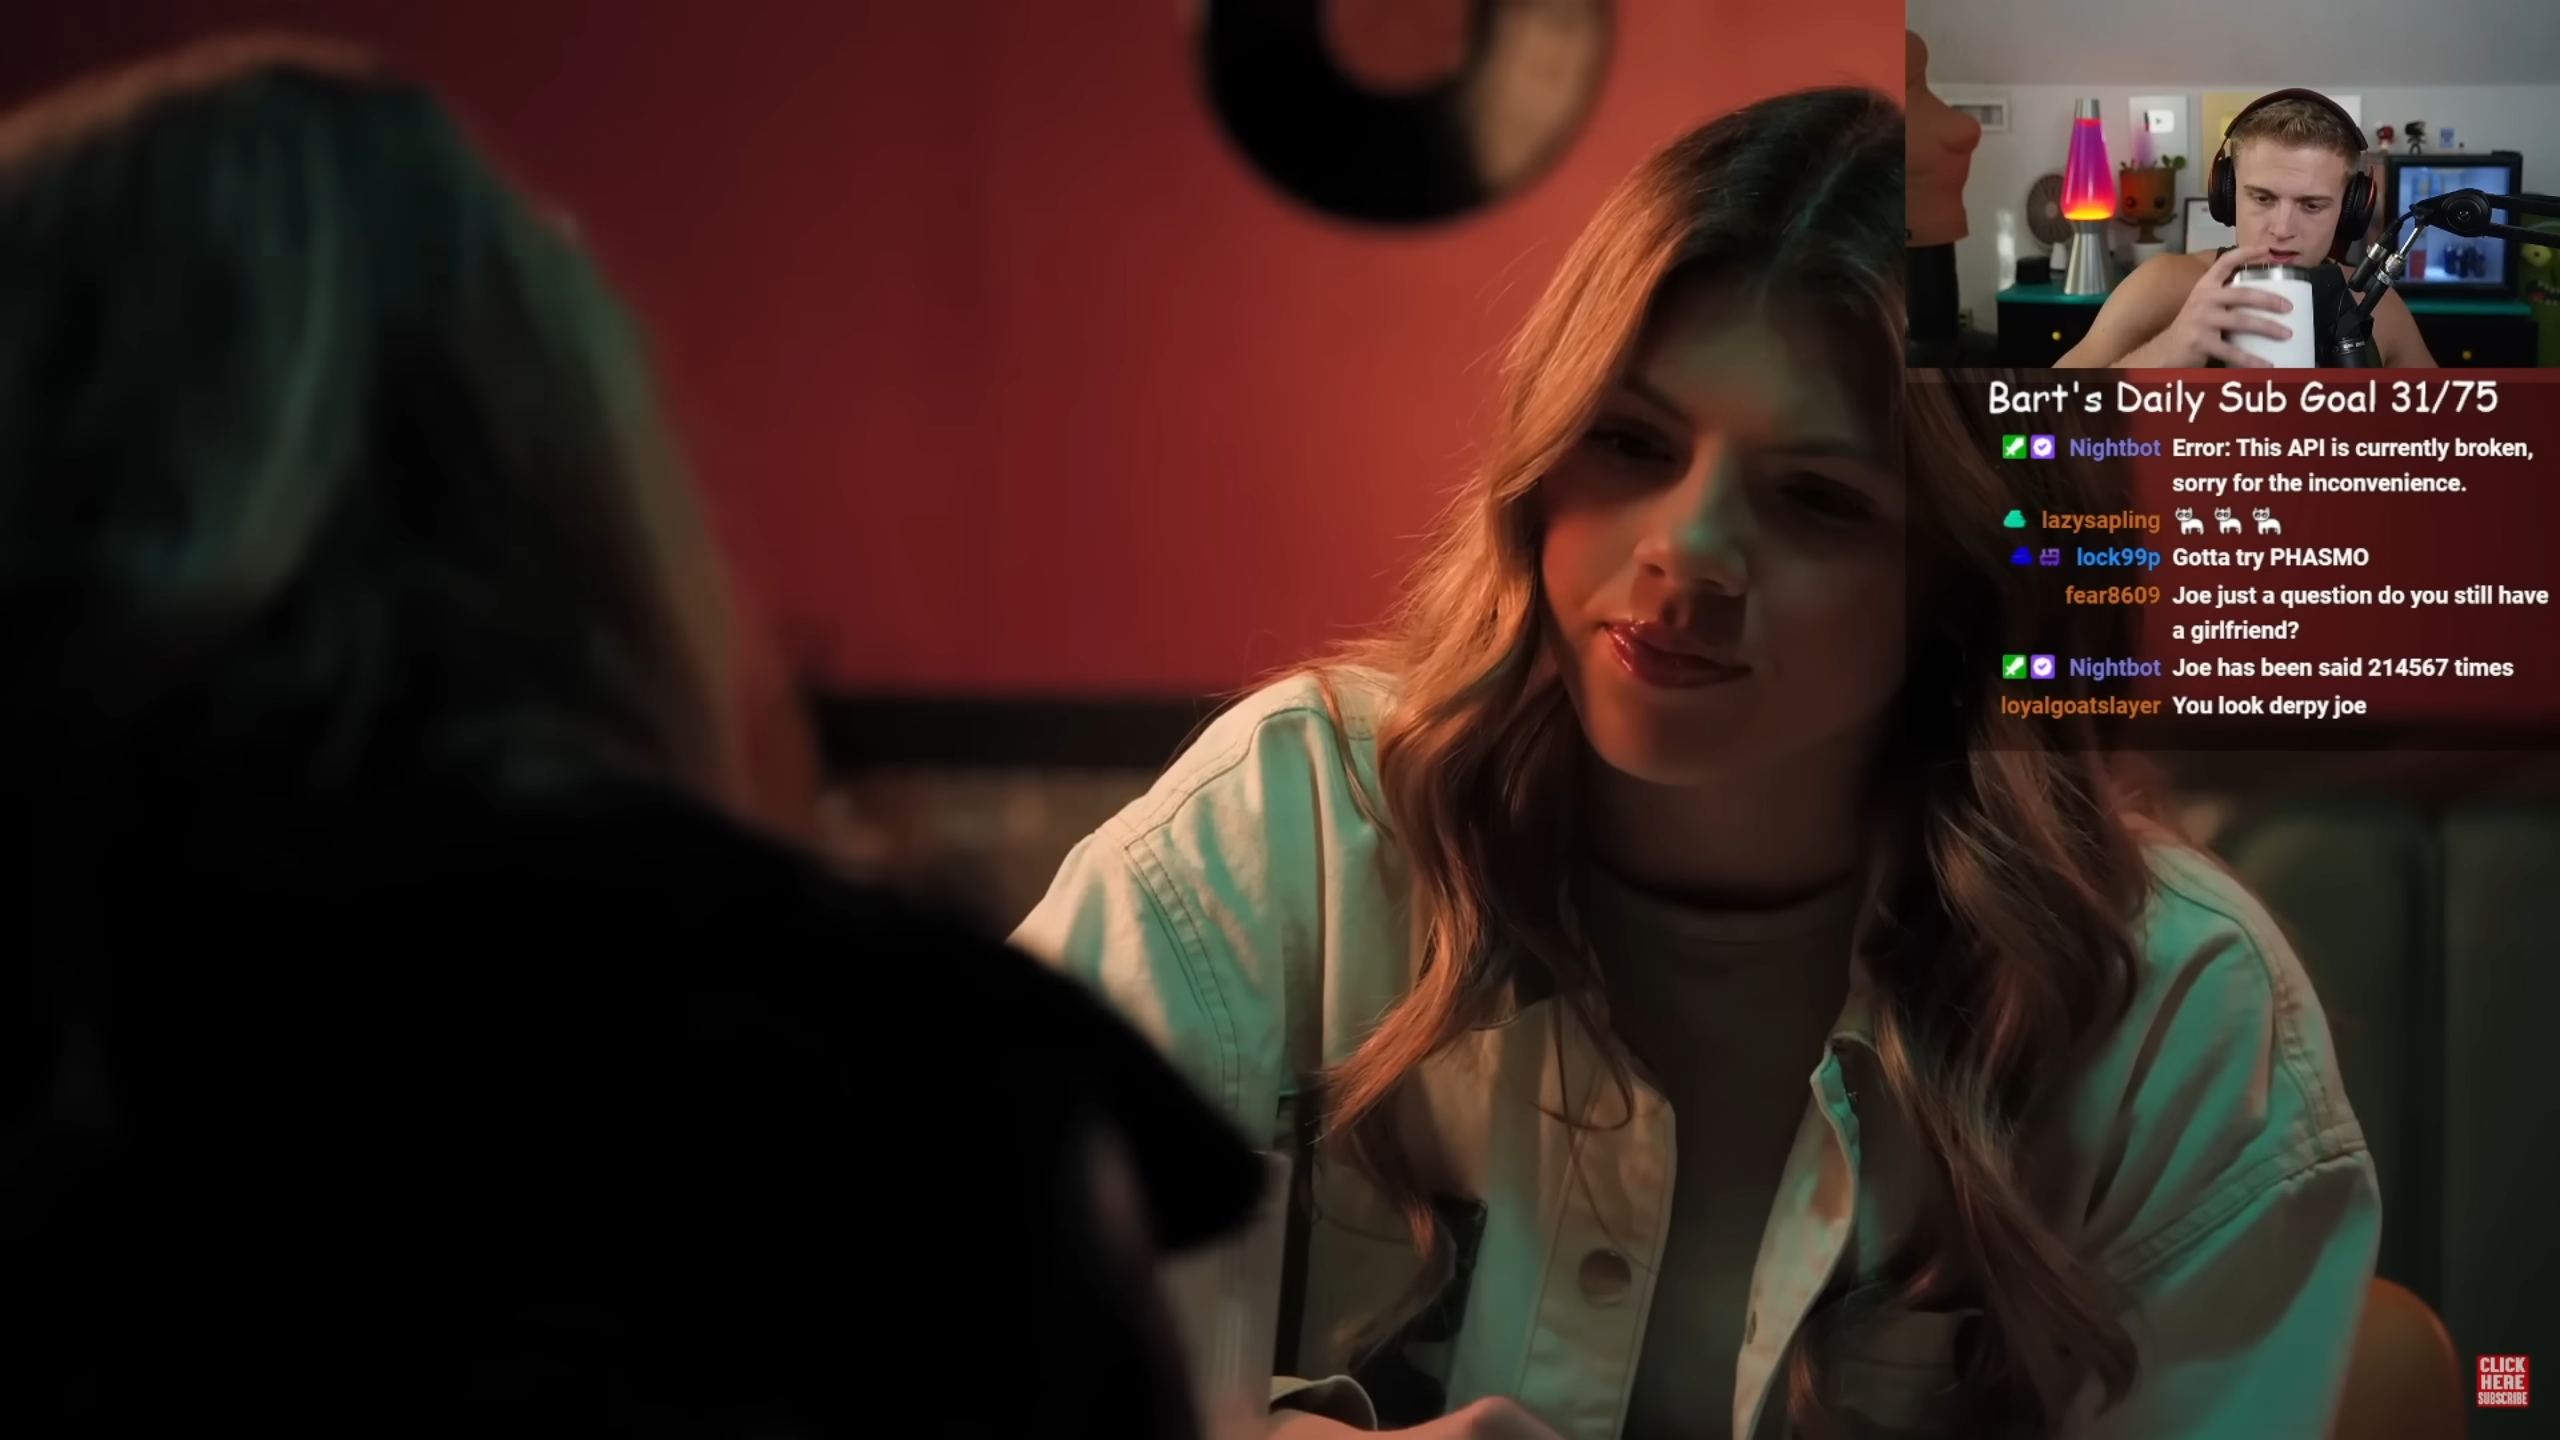 Bart's Daily Sub Goal 31/75
Nightbot Error: This API is currently broken,
sorry for the inconvenience.
lazysapling
lock99p Gotta try PHASMO
fear8609 Joe just a question do you still have
a girlfriend?
Nightbot Joe has been said 214567 times
loyalgoatslayer You look derpy joe
CLICK
HERE
SUBSCRIBE